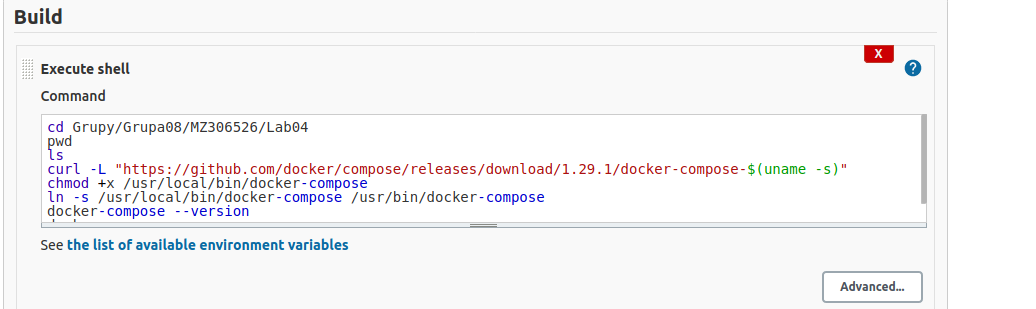 Build
X
Execute shell
?
Command
cd Grupy/Grupa08/MZ306526/Lab04
pwd
ls
curl -L "https://github.com/docker/compose/releases/download/1.29.1/docker-compose-$(uname -s)"
chmod +x /usr/local/bin/docker-compose
ln -s /usr/local/bin/docker-compose /usr/bin/docker-compose
docker-compose --version
See the list of available environment variables
Advanced...